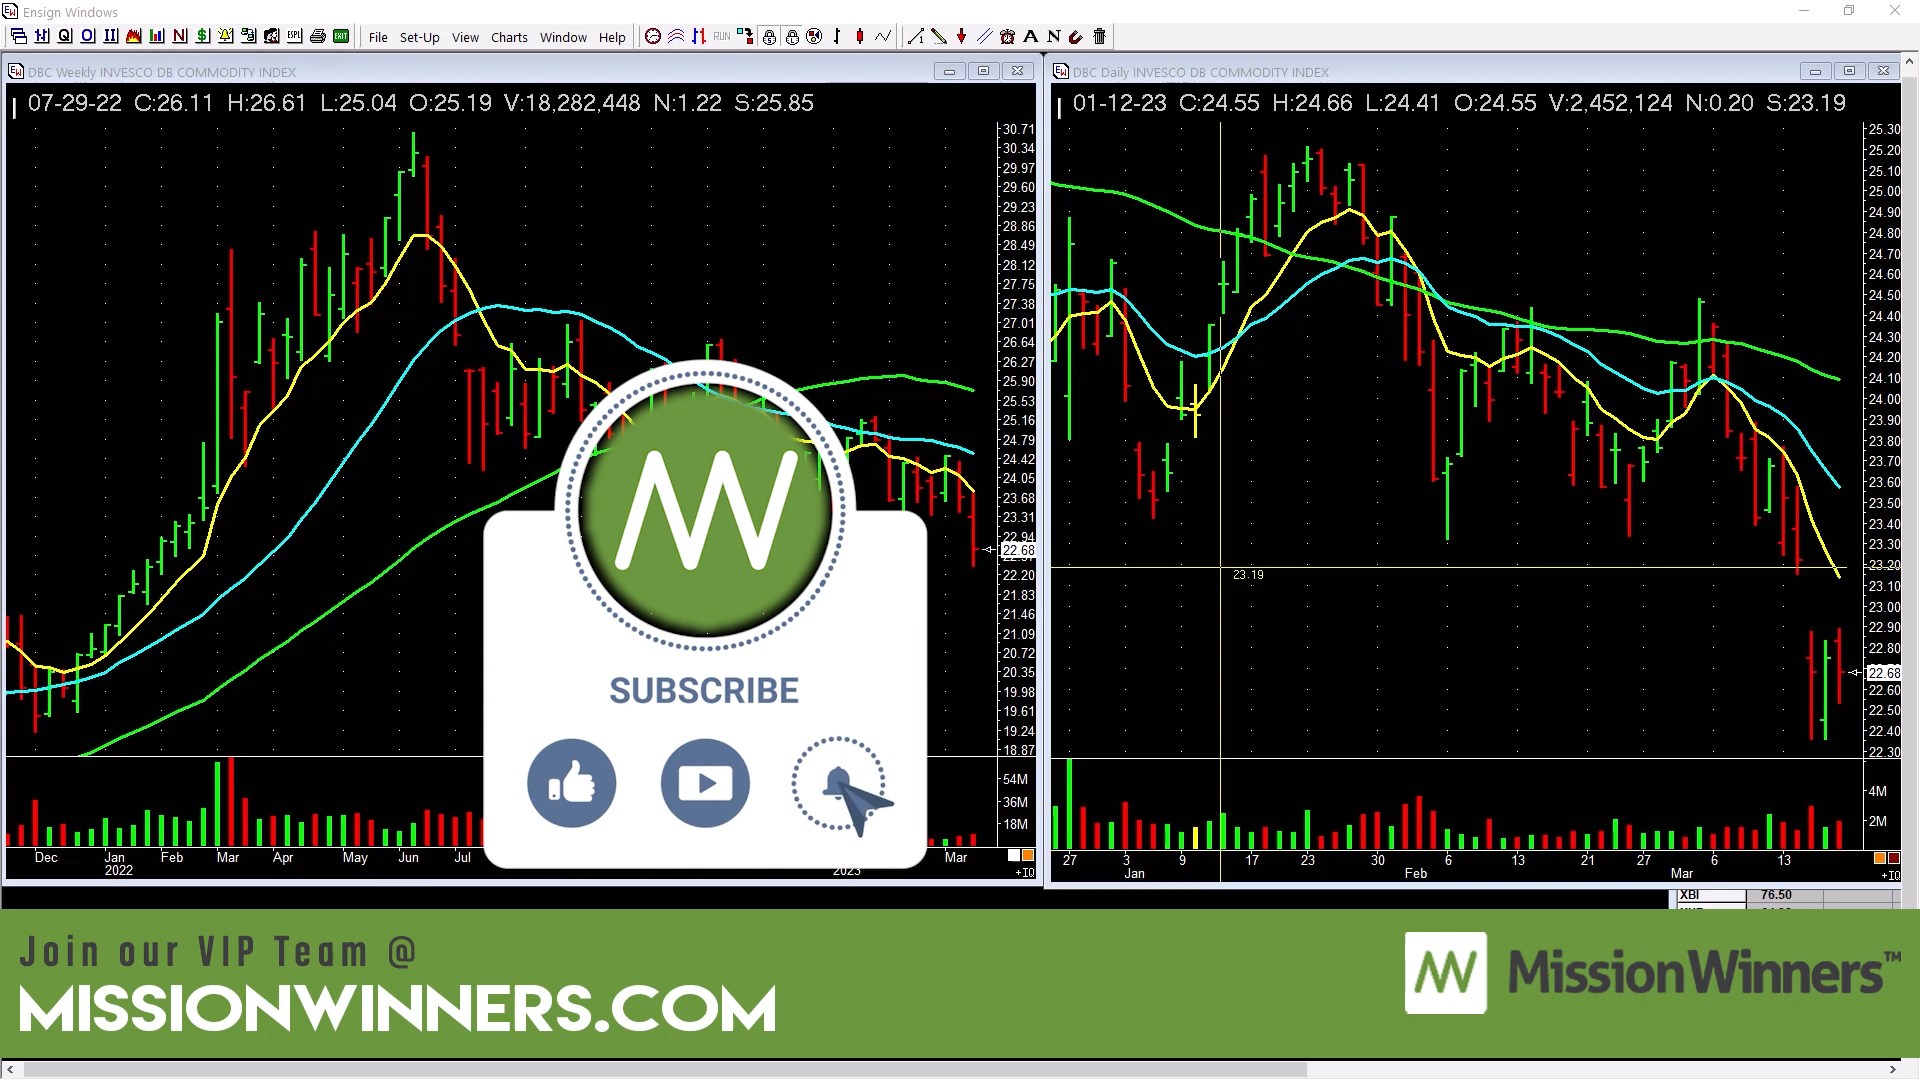 Ensign Windows
RUN
ESPL
EXIT
File Set-Up View Charts Window Help
DBC Weekly INVESCO DB COMMODITY INDEX
07-29-22 C:26.11 H:26.61 L:25.04 O:25.19 V:18,282,448 N:1.22 S:25.85
30.71
30.34
29.97
29.60
29.23
28.86
28.49
28.12
27.75
27.38
27.01
26.64
26.27
25.90
25.53
25.16
24.79
24.42
24.05
23.68
23.31
22.94
22.68
22.20
21.83
21.46
21.09
20.72
20.35
19.98
19.61
19.24
18.87
54M
36M
18M
Dec Jan Feb Mar Apr May Jun Jul Mar
2022 2023
+IQ
DBC Daily INVESCO DB COMMODITY INDEX
01-12-23 C:24.55 H:24.66 L:24.41 O:24.55 V:2,452,124 N:0.20 S:23.19
25.30
25.20
25.10
25.00
24.90
24.80
24.70
24.60
24.50
24.40
24.30
24.20
24.10
24.00
23.90
23.80
23.70
23.60
23.50
23.40
23.30
23.20
23.10
23.00
22.90
22.80
22.68
22.60
22.50
22.40
22.30
23.19
4M
2M
27 3 9 17 23 30 6 13 21 27 6 13
Jan Feb Mar
+IQ
SUBSCRIBE
XBI 76.50
Join our VIP Team @
MISSIONWINNERS.COM
MissionWinners™